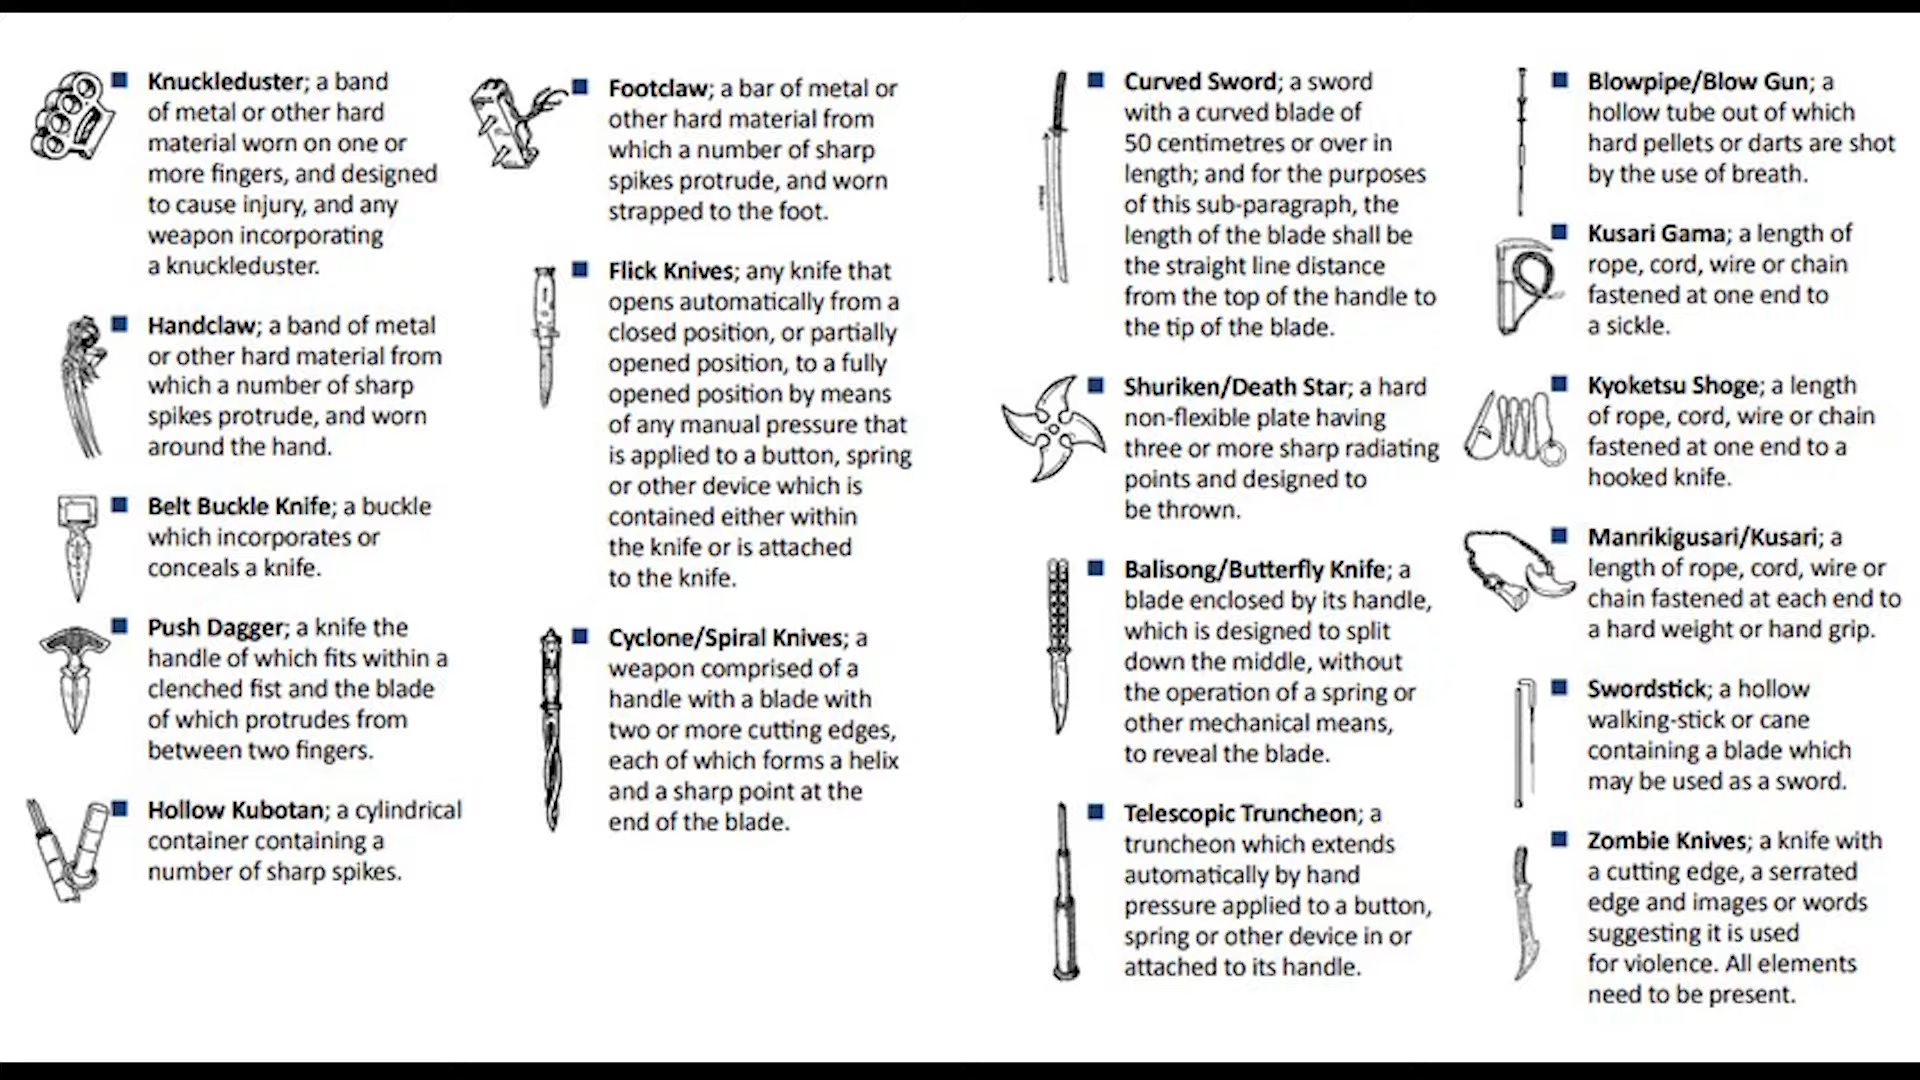 Knuckleduster; a band
of metal or other hard
material worn on one or
more fingers, and designed
to cause injury, and any
weapon incorporating
a knuckleduster.
Handclaw; a band of metal
or other hard material from
which a number of sharp
spikes protrude, and worn
around the hand.
Belt Buckle Knife; a buckle
which incorporates or
conceals a knife.
Push Dagger; a knife the
handle of which fits within a
clenched fist and the blade
of which protrudes from
between two fingers.
Hollow Kubotan; a cylindrical
container containing a
number of sharp spikes.
Footclaw; a bar of metal or
other hard material from
which a number of sharp
spikes protrude, and worn
strapped to the foot.
Flick Knives; any knife that
opens automatically from a
closed position, or partially
opened position, to a fully
opened position by means
of any manual pressure that
is applied to a button, spring
or other device which is
contained either within
the knife or is attached
to the knife.
Cyclone/Spiral Knives; a
weapon comprised of a
handle with a blade with
two or more cutting edges,
each of which forms a helix
and a sharp point at the
end of the blade.
Curved Sword; a sword
with a curved blade of
50 centimetres or over in
length; and for the purposes
of this sub-paragraph, the
length of the blade shall be
the straight line distance
from the top of the handle to
the tip of the blade.
Shuriken/Death Star; a hard
non-flexible plate having
three or more sharp radiating
points and designed to
be thrown.
Balisong/Butterfly Knife; a
blade enclosed by its handle,
which is designed to split
down the middle, without
the operation of a spring or
other mechanical means,
to reveal the blade.
Telescopic Truncheon; a
truncheon which extends
automatically by hand
pressure applied to a button,
spring or other device in or
attached to its handle.
Blowpipe/Blow Gun; a
hollow tube out of which
hard pellets or darts are shot
by the use of breath.
Kusari Gama; a length of
rope, cord, wire or chain
fastened at one end to
a sickle.
Kyoketsu Shoge; a length
of rope, cord, wire or chain
fastened at one end to a
hooked knife.
Manrikigusari/Kusari; a
length of rope, cord, wire or
chain fastened at each end to
a hard weight or hand grip.
Swordstick; a hollow
walking-stick or cane
containing a blade which
may be used as a sword.
Zombie Knives; a knife with
a cutting edge, a serrated
edge and images or words
suggesting it is used
for violence. All elements
need to be present.